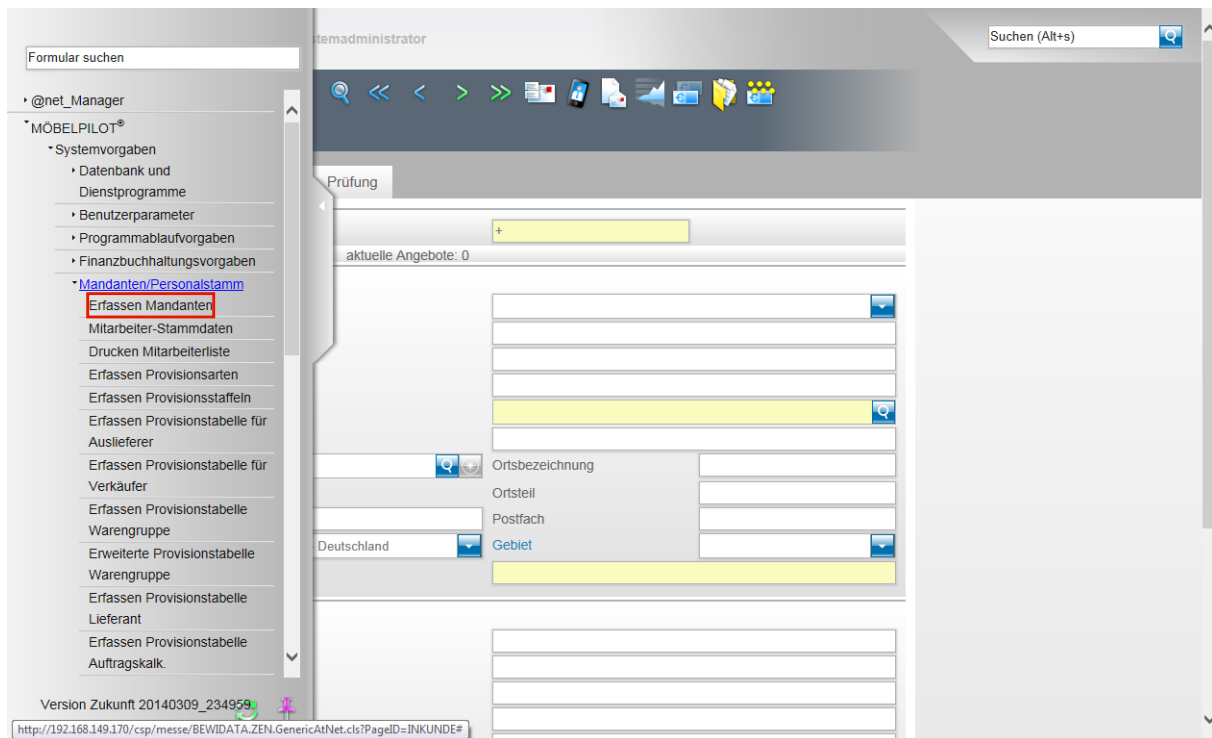 stemadministrator
Suchen (Alt+s)
Formular suchen
@net_Manager
MÖBELPILOT®
Systemvorgaben
Datenbank und
Dienstprogramme
Benutzerparameter
Programmablaufvorgaben
Finanzbuchhaltungsvorgaben
Mandanten/Personalstamm
Erfassen Mandanten
Mitarbeiter-Stammdaten
Drucken Mitarbeiterliste
Erfassen Provisionsarten
Erfassen Provisionsstaffeln
Erfassen Provisionstabelle für
Auslieferer
Erfassen Provisionstabelle für
Verkäufer
Erfassen Provisionstabelle
Warengruppe
Erweiterte Provisionstabelle
Warengruppe
Erfassen Provisionstabelle
Lieferant
Erfassen Provisionstabelle
Auftragskalk.
Version Zukunft 20140309_234959.
http://192.168.149.170/csp/messe/BEWIDATA.ZEN.GenericAtNet.cls?PageID=INKUNDE#
Prüfung
+
aktuelle Angebote: 0
Ortsbezeichnung
Ortsteil
Postfach
Deutschland
Gebiet